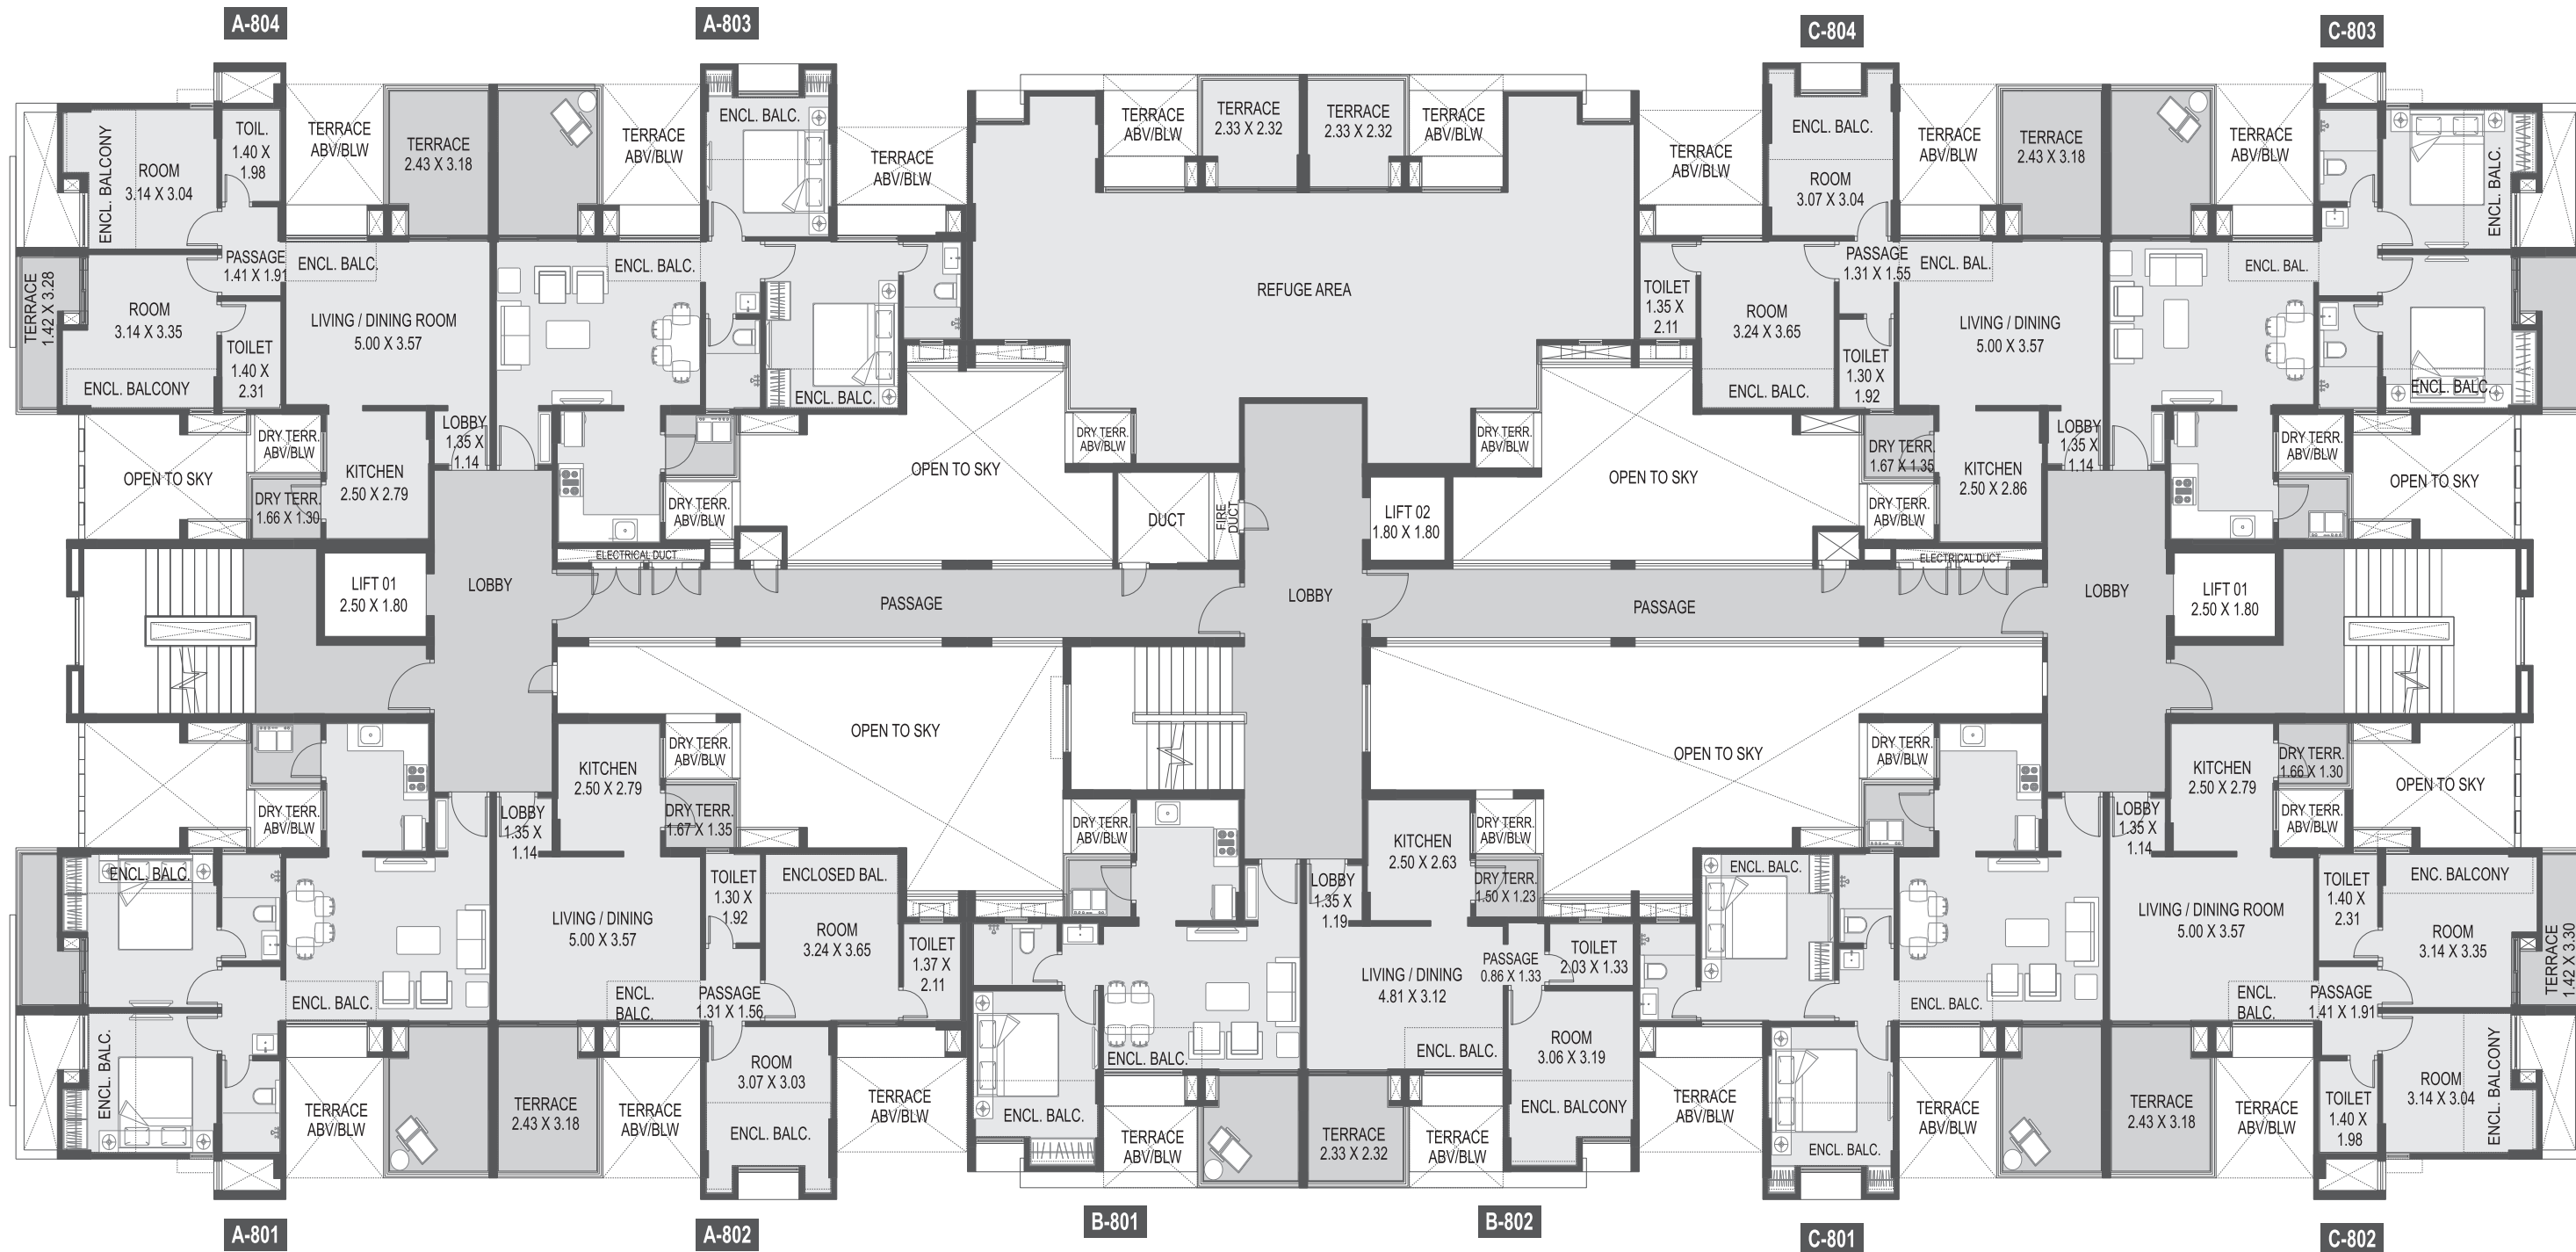 A-804
A-803
C-804
C-803
ENCL. BALCONY
ROOM
3.14 X 3.04
TOIL.
1.40 X
1.98
TERRACE
ABV/BLW
TERRACE
2.43 X 3.18
TERRACE
ABV/BLW
ENCL. BALC.
TERRACE
ABV/BLW
TERRACE
ABV/BLW
TERRACE
2.33 X 2.32
TERRACE
2.33 X 2.32
TERRACE
ABV/BLW
TERRACE
ABV/BLW
ENCL. BALC.
ROOM
3.07 X 3.04
TERRACE
ABV/BLW
TERRACE
2.43 X 3.18
TERRACE
ABV/BLW
ENCL. BALC.
TERRACE
1.42 X 3.28
ROOM
3.14 X 3.35
ENCL. BALCONY
PASSAGE
1.41 X 1.91
TOILET
1.40 X
2.31
ENCL. BALC.
LIVING / DINING ROOM
5.00 X 3.57
ENCL. BALC.
ENCL. BALC.
REFUGE AREA
TOILET
1.35 X
2.11
ROOM
3.24 X 3.65
ENCL. BALC.
PASSAGE
1.31 X 1.55
TOILET
1.30 X
1.92
ENCL. BAL.
LIVING / DINING
5.00 X 3.57
ENCL. BAL.
ENCL. BALC.
OPEN TO SKY
DRY TERR.
ABV/BLW
DRY TERR.
1.66 X 1.30
KITCHEN
2.50 X 2.79
LOBBY
1.35 X
1.14
DRY TERR.
ABV/BLW
OPEN TO SKY
DRY TERR.
ABV/BLW
DUCT
FIRE
DUCT
LIFT 02
1.80 X 1.80
DRY TERR.
ABV/BLW
OPEN TO SKY
DRY TERR.
1.67 X 1.35
DRY TERR.
ABV/BLW
KITCHEN
2.50 X 2.86
LOBBY
1.35 X
1.14
DRY TERR.
ABV/BLW
OPEN TO SKY
ELECTRICAL DUCT
ELECTRICAL DUCT
LIFT 01
2.50 X 1.80
LOBBY
PASSAGE
LOBBY
PASSAGE
LOBBY
LIFT 01
2.50 X 1.80
DRY TERR.
ABV/BLW
LOBBY
1.35 X
1.14
KITCHEN
2.50 X 2.79
DRY TERR.
ABV/BLW
DRY TERR.
1.67 X 1.35
OPEN TO SKY
DRY TERR.
ABV/BLW
LOBBY
1.35 X
1.19
KITCHEN
2.50 X 2.63
DRY TERR.
ABV/BLW
DRY TERR.
1.50 X 1.23
OPEN TO SKY
DRY TERR.
ABV/BLW
LOBBY
1.35 X
1.14
KITCHEN
2.50 X 2.79
DRY TERR.
1.66 X 1.30
DRY TERR.
ABV/BLW
OPEN TO SKY
ENCL. BALC.
ENCL. BALC.
LIVING / DINING
5.00 X 3.57
ENCL.
BALC.
TOILET
1.30 X
1.92
PASSAGE
1.31 X 1.56
ENCLOSED BAL.
ROOM
3.24 X 3.65
TOILET
1.37 X
2.11
ENCL. BALC.
LIVING / DINING
4.81 X 3.12
ENCL. BALC.
PASSAGE
0.86 X 1.33
TOILET
2.03 X 1.33
ROOM
3.06 X 3.19
ENCL. BALCONY
ENCL. BALC.
ENCL. BALC.
LIVING / DINING ROOM
5.00 X 3.57
ENCL.
BALC.
TOILET
1.40 X
2.31
PASSAGE
1.41 X 1.91
ENC. BALCONY
ROOM
3.14 X 3.35
TERRACE
1.42 X 3.30
ENCL. BALC.
TERRACE
ABV/BLW
TERRACE
2.43 X 3.18
TERRACE
ABV/BLW
ROOM
3.07 X 3.03
ENCL. BALC.
TERRACE
ABV/BLW
ENCL. BALC.
TERRACE
ABV/BLW
TERRACE
2.33 X 2.32
TERRACE
ABV/BLW
TERRACE
ABV/BLW
ENCL. BALC.
TERRACE
ABV/BLW
TERRACE
2.43 X 3.18
TERRACE
ABV/BLW
TOILET
1.40 X
1.98
ROOM
3.14 X 3.04
ENCL. BALCONY
A-801
A-802
B-801
B-802
C-801
C-802